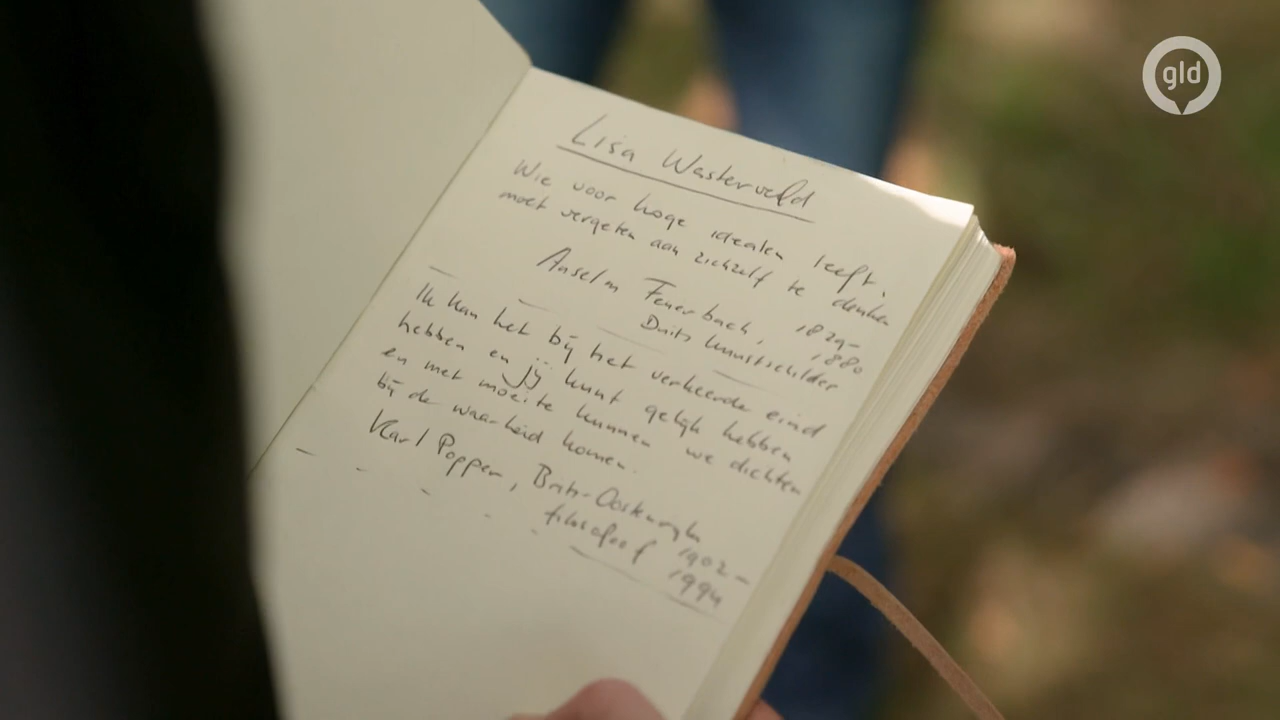 gld
Lisa Westerveld
Wie voor hoge idealen leeft,
moet vergeten aan zichzelf te denken
Anselm Feuerbach, 1829-
1880
Duits kunstschilder
Ik kan het bij het verkeerde eind
hebben en jij kunt gelijk hebben
en met moeite kunnen we dichter
bij de waarheid komen.
Karl Popper, Brits-Oostenrijks
filosoof 1902-
1994